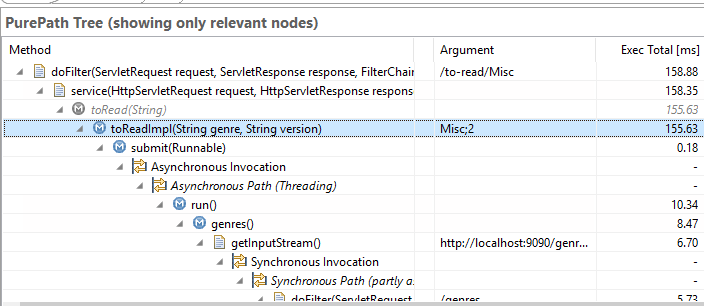 PurePath Tree (showing only relevant nodes)
Method Argument Exec Total [ms]
doFilter(ServletRequest request, ServletResponse response, FilterChain /to-read/Misc 158.88
service(HttpServletRequest request, HttpServletResponse respons 158.35
toRead(String) 155.63
toReadImpl(String genre, String version) Misc;2 155.63
submit(Runnable) 0.18
Asynchronous Invocation -
Asynchronous Path (Threading) -
run() 10.34
genres() 8.47
getInputStream() http://localhost:9090/genr... 6.70
Synchronous Invocation -
Synchronous Path (partly a -
doFilter(ServletRequest /genres 5.73